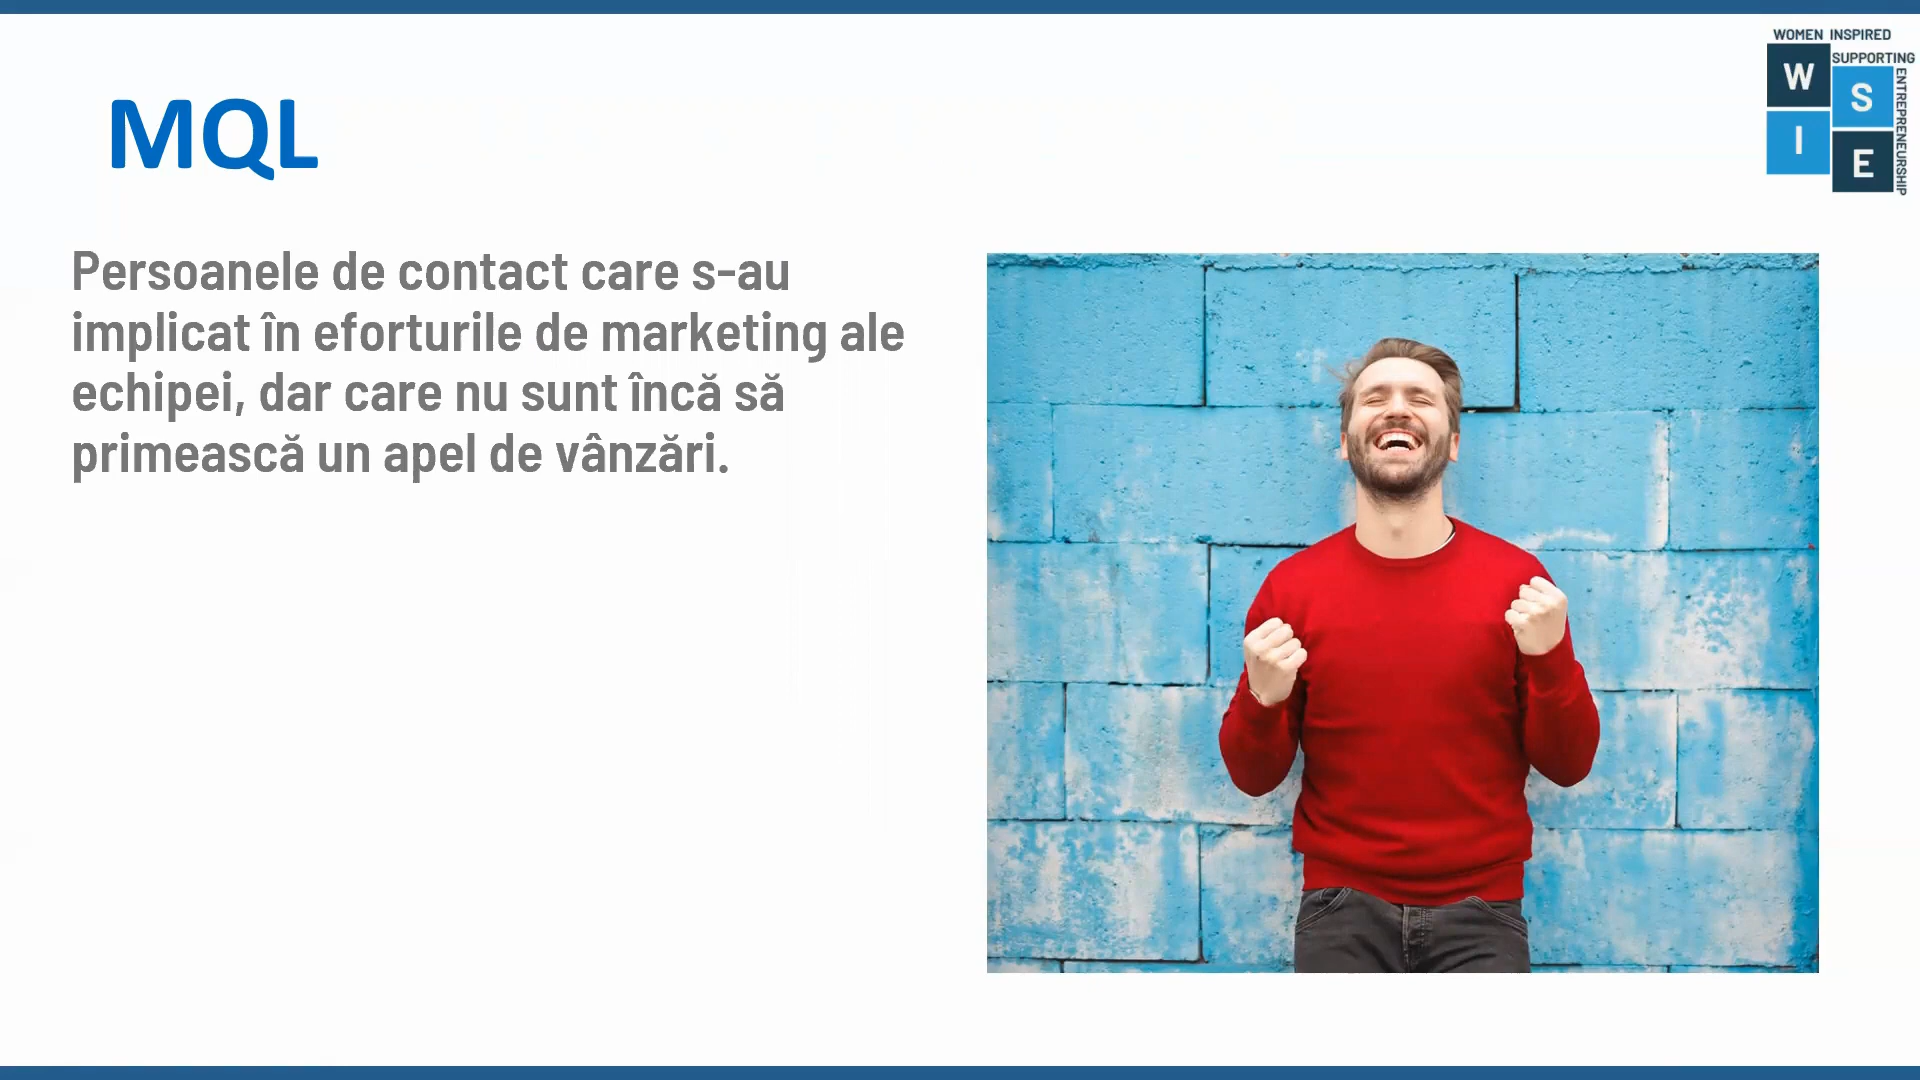 WOMEN INSPIRED
SUPPORTING
ENTREPRENEURSHIP
W
S
I
E
MQL
Persoanele de contact care s-au
implicat în eforturile de marketing ale
echipei, dar care nu sunt încă să
primească un apel de vânzări.